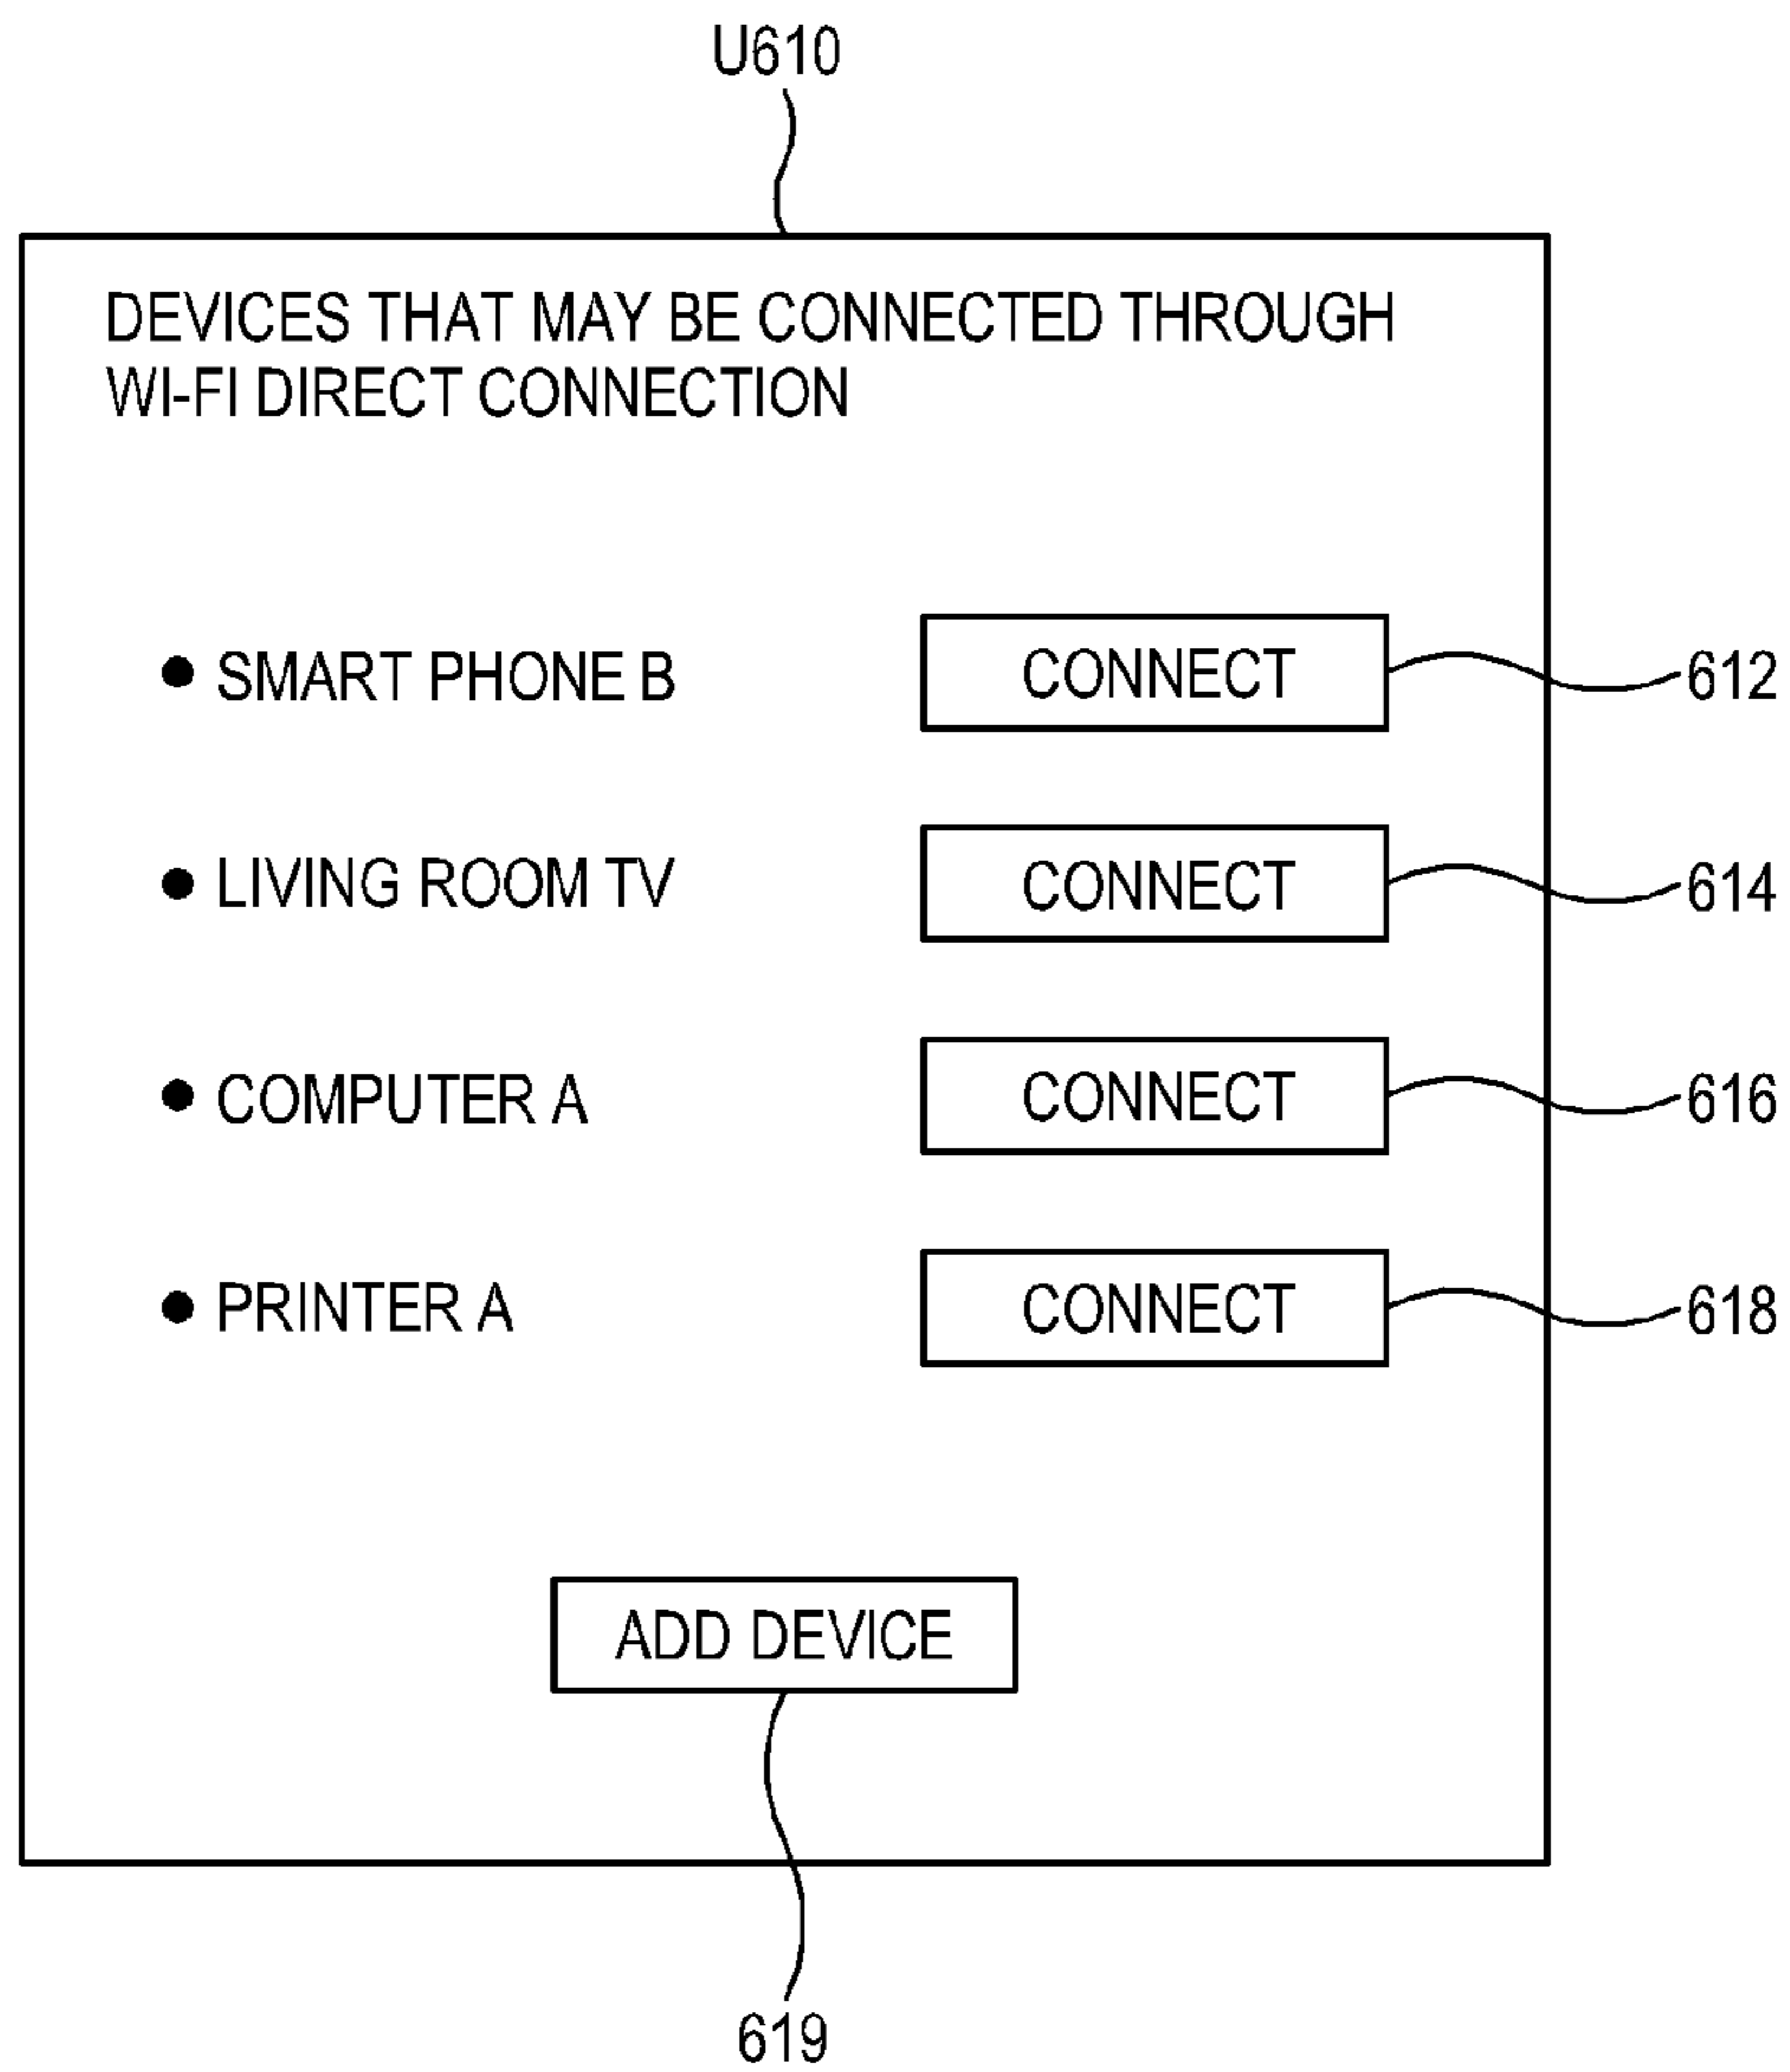 U610
DEVICES THAT MAY BE CONNECTED THROUGH
WI-FI DIRECT CONNECTION
● SMART PHONE B CONNECT 612
● LIVING ROOM TV CONNECT 614
● COMPUTER A CONNECT 616
● PRINTER A CONNECT 618
ADD DEVICE
619